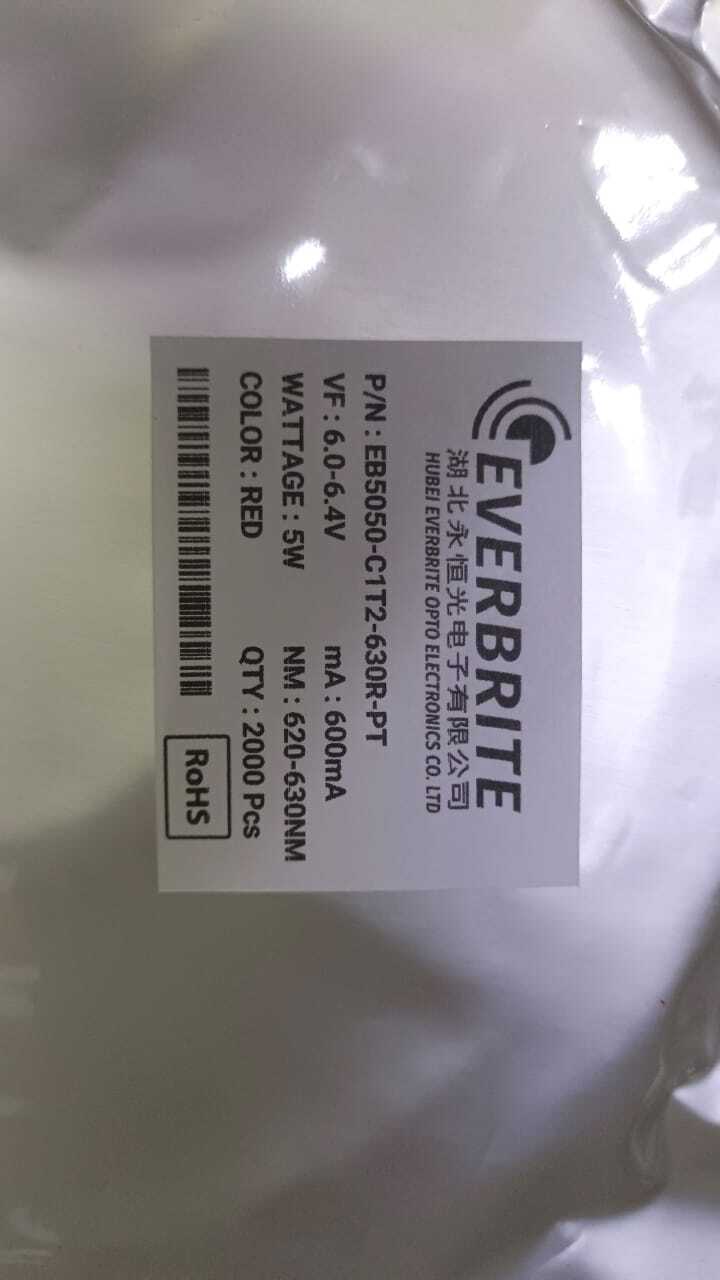 EVERBRITE
湖北永恒光电子有限公司
HUBEI EVERBRITE OPTO ELECTRONICS CO. LTD
P/N : EB5050-C1T2-630R-PT
VF : 6.0-6.4V mA : 600mA
WATTAGE : 5W NM : 620-630NM
COLOR : RED QTY : 2000 Pcs
RoHS